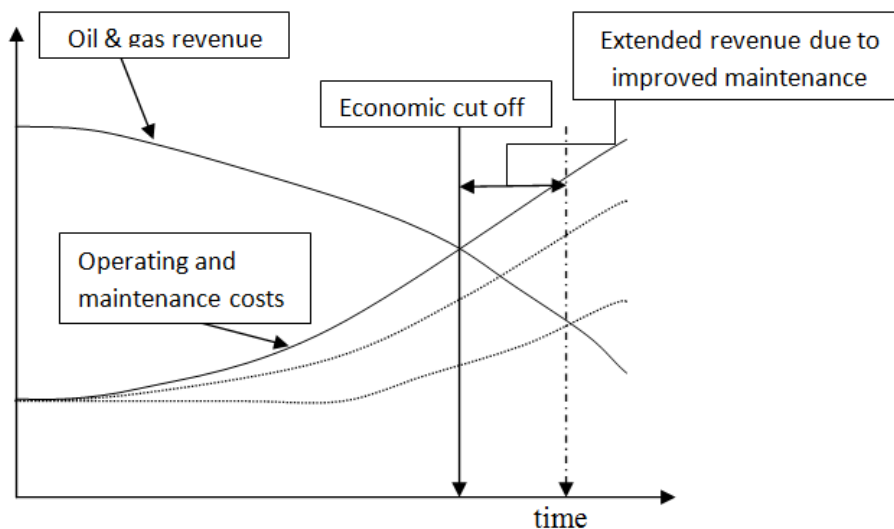 Oil & gas revenue
Extended revenue due to
improved maintenance
Economic cut off
Operating and
maintenance costs
time